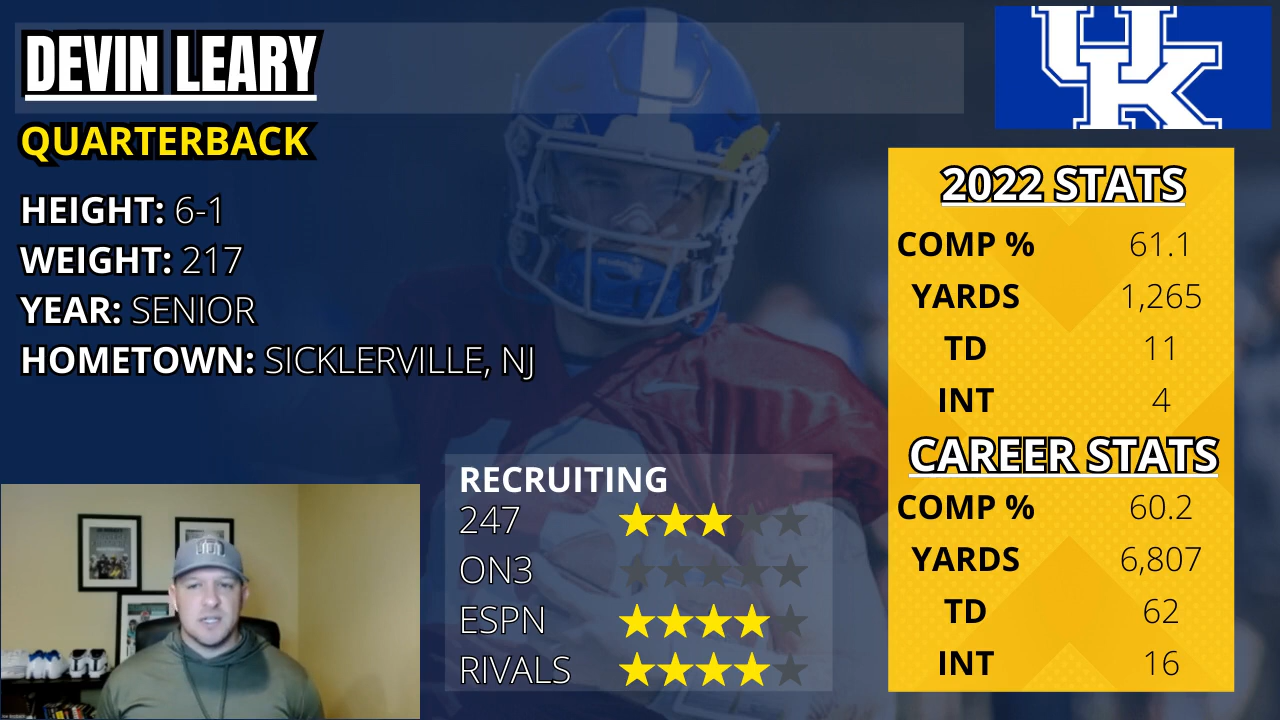 DEVIN LEARY
UK
QUARTERBACK
HEIGHT: 6-1
WEIGHT: 217
YEAR: SENIOR
HOMETOWN: SICKLERVILLE, NJ
RECRUITING
247
ON3
ESPN
RIVALS
2022 STATS
COMP % 61.1
YARDS 1,265
TD 11
INT 4
CAREER STATS
COMP % 60.2
YARDS 6,807
TD 62
INT 16